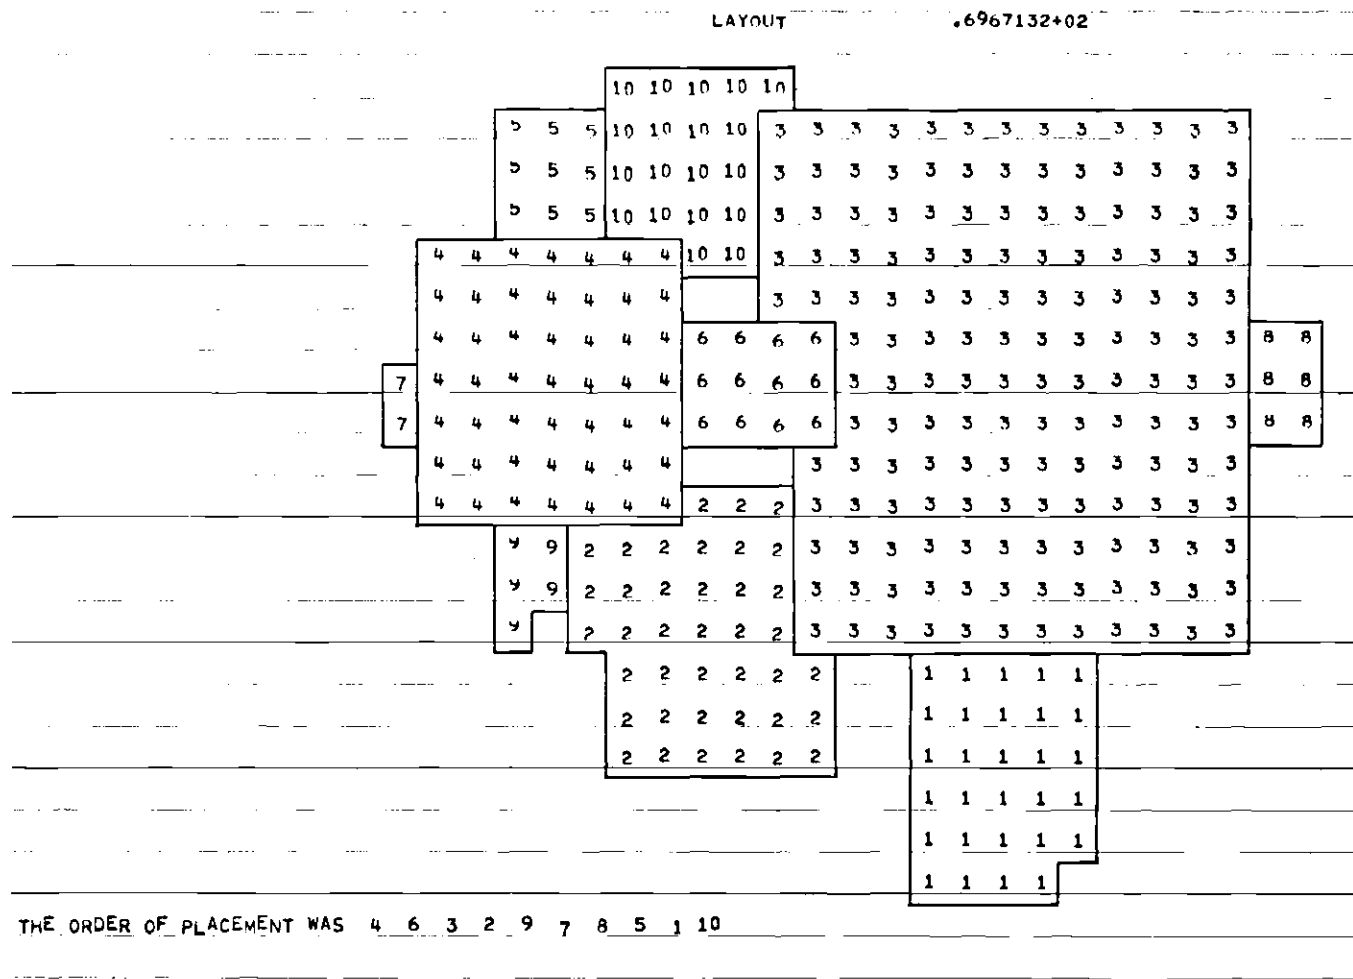 LAYOUT .6967132+02
10 10 10 10 10
5 5 5 10 10 10 10 3 3 3 3 3 3 3 3 3 3 3 3 3
5 5 5 10 10 10 10 3 3 3 3 3 3 3 3 3 3 3 3 3
5 5 5 10 10 10 10 3 3 3 3 3 3 3 3 3 3 3 3 3
4 4 4 4 4 4 4 10 10 3 3 3 3 3 3 3 3 3 3 3 3 3
4 4 4 4 4 4 4 3 3 3 3 3 3 3 3 3 3 3 3 3
4 4 4 4 4 4 4 6 6 6 6 3 3 3 3 3 3 3 3 3 3 3 8 8
7 4 4 4 4 4 4 4 6 6 6 6 3 3 3 3 3 3 3 3 3 3 3 8 8
7 4 4 4 4 4 4 4 6 6 6 6 3 3 3 3 3 3 3 3 3 3 3 8 8
4 4 4 4 4 4 4 3 3 3 3 3 3 3 3 3 3 3 3
4 4 4 4 4 4 4 2 2 2 3 3 3 3 3 3 3 3 3 3 3 3
9 9 2 2 2 2 2 2 3 3 3 3 3 3 3 3 3 3 3 3
9 9 2 2 2 2 2 2 3 3 3 3 3 3 3 3 3 3 3 3
9 2 2 2 2 2 2 3 3 3 3 3 3 3 3 3 3 3 3
2 2 2 2 2 2 1 1 1 1 1
2 2 2 2 2 2 1 1 1 1 1
2 2 2 2 2 2 1 1 1 1 1
1 1 1 1 1
1 1 1 1 1
1 1 1 1
THE ORDER OF PLACEMENT WAS 4 6 3 2 9 7 8 5 1 10